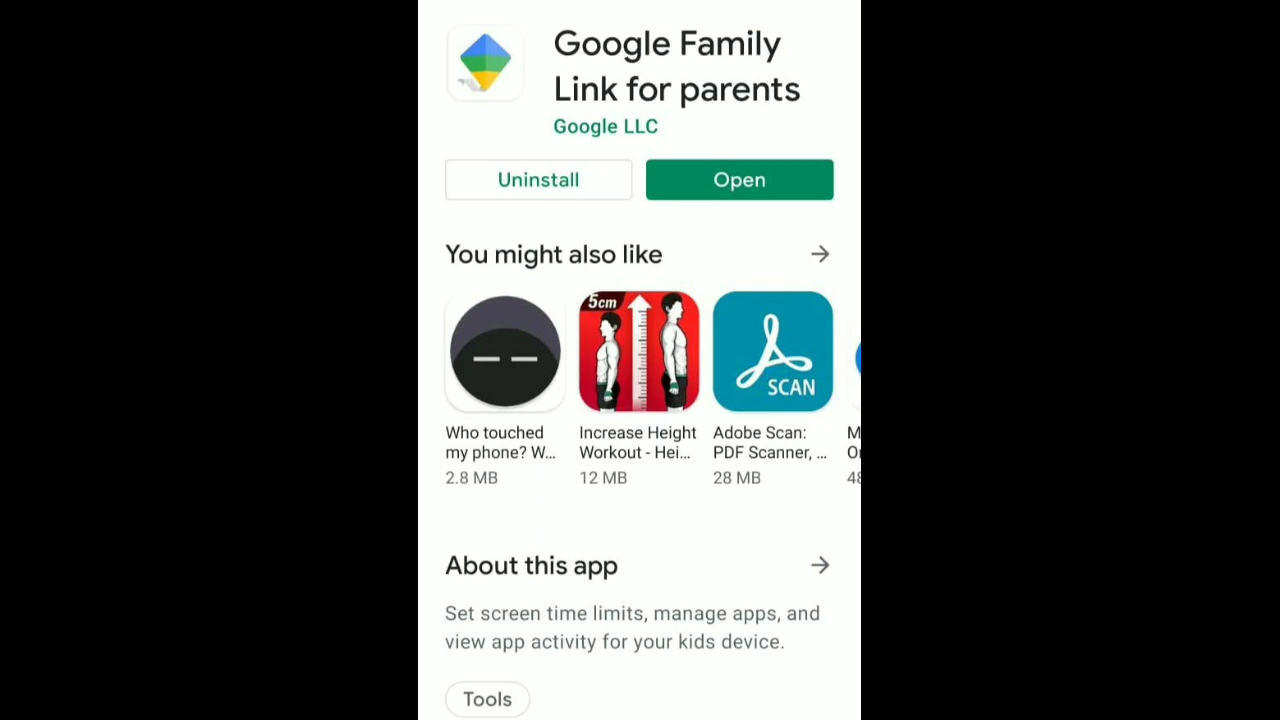 Google Family
Link for parents
Google LLC
Uninstall
Open
You might also like
5cm
SCAN
Who touched
my phone? W...
2.8 MB
Increase Height
Workout - Hei...
12 MB
Adobe Scan:
PDF Scanner, ...
28 MB
M
O
48
About this app
Set screen time limits, manage apps, and
view app activity for your kids device.
Tools